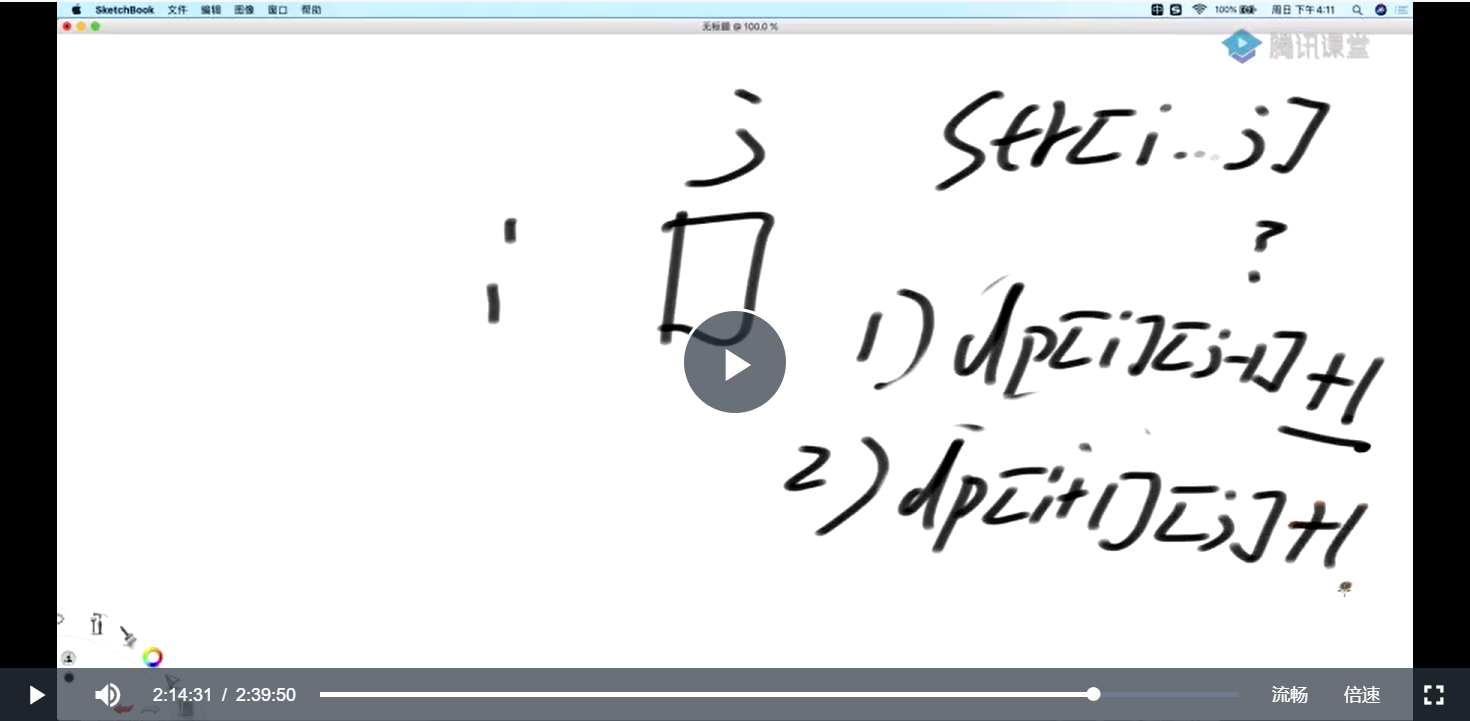 SketchBook 文件 编辑 图像 窗口 帮助 100% 周日 下午4:11
无标题 @ 100.0 %
腾讯课堂
j str[i...j]
i ?
1) dp[i][j-1]+1
2) dp[i+1][j]+1
2:14:31 / 2:39:50 流畅 倍速